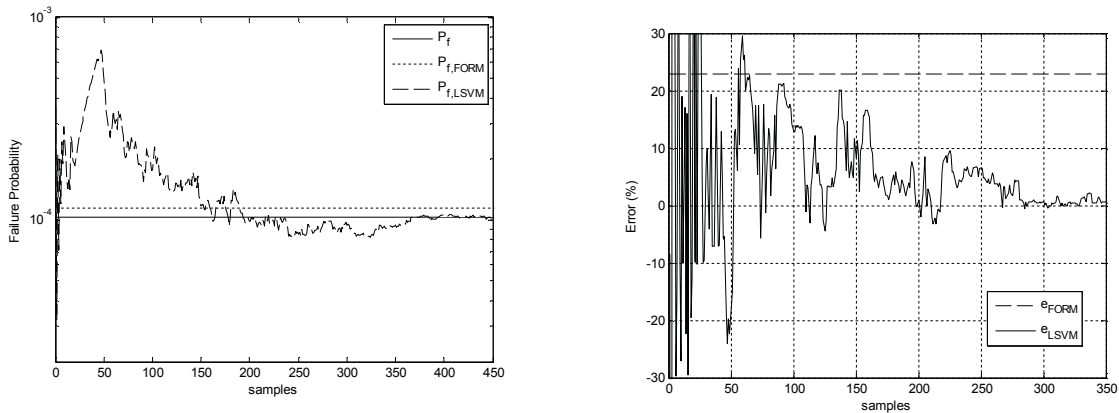 10^-3
10^-4
Failure Probability
0 50 100 150 200 250 300 350 400 450
samples
P_f
P_f,FORM
P_f,LSVM
30
20
10
0
-10
-20
-30
Error (%)
0 50 100 150 200 250 300 350
samples
e_FORM
e_LSVM